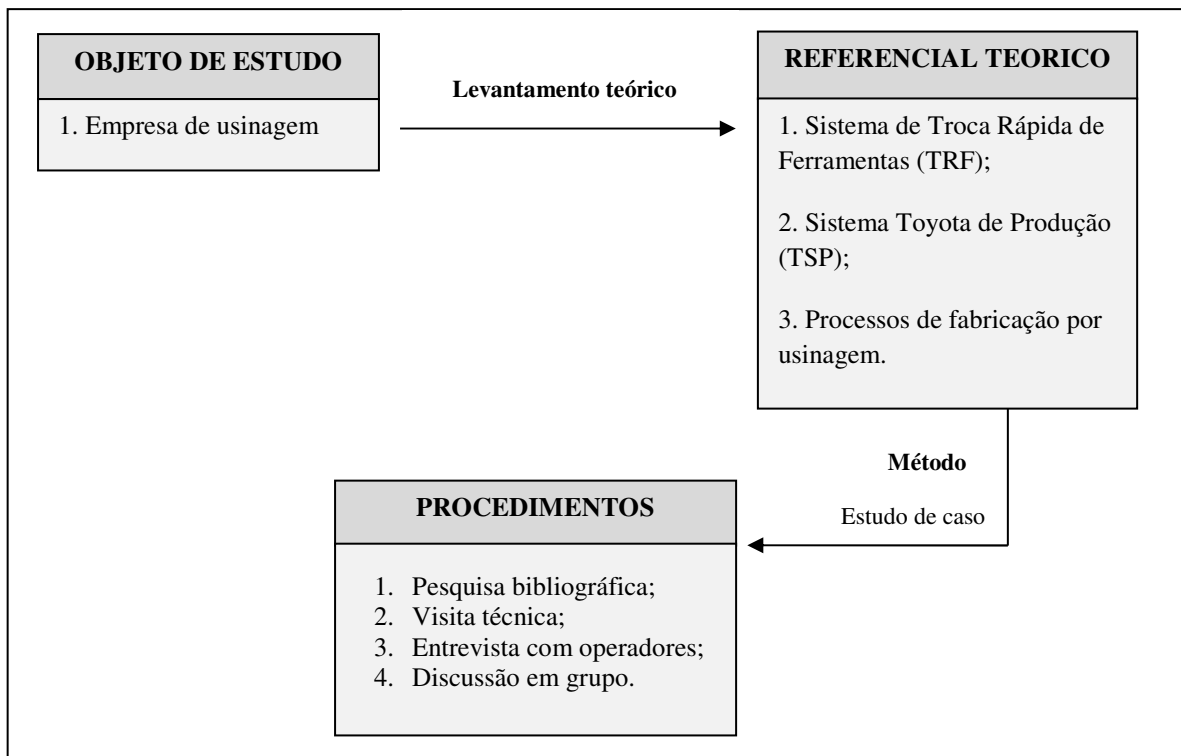 OBJETO DE ESTUDO
1. Empresa de usinagem
Levantamento teórico
REFERENCIAL TEORICO
1. Sistema de Troca Rápida de
Ferramentas (TRF);
2. Sistema Toyota de Produção
(TSP);
3. Processos de fabricação por
usinagem.
Método
Estudo de caso
PROCEDIMENTOS
1. Pesquisa bibliográfica;
2. Visita técnica;
3. Entrevista com operadores;
4. Discussão em grupo.